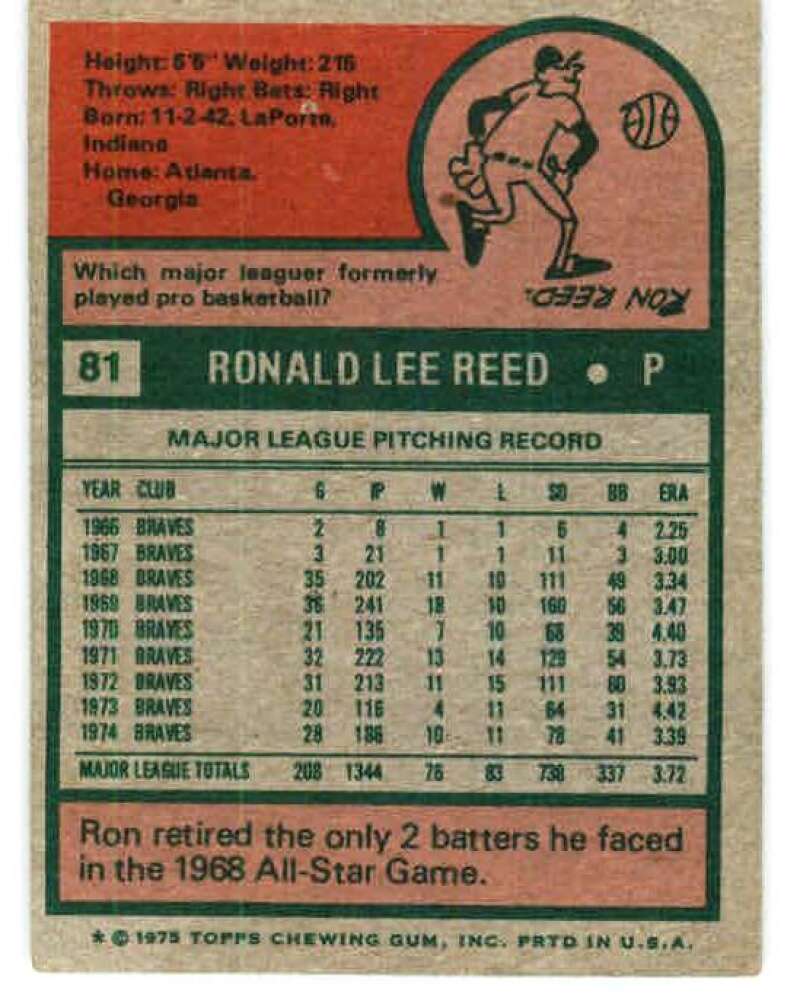 Height: 6'6" Weight: 215
Throws: Right Bats: Right
Born: 11-2-42, LaPorte,
Indiana
Home: Atlanta,
Georgia
Which major leaguer formerly
played pro basketball?
RON REED.
81 RONALD LEE REED • P
MAJOR LEAGUE PITCHING RECORD
YEAR CLUB G IP W L SO BB ERA
1966 BRAVES 2 8 1 1 6 4 2.25
1967 BRAVES 3 21 1 1 11 3 3.00
1968 BRAVES 35 202 11 10 111 49 3.34
1969 BRAVES 36 241 18 10 160 56 3.47
1970 BRAVES 21 135 7 10 68 39 4.40
1971 BRAVES 32 222 13 14 129 54 3.73
1972 BRAVES 31 213 11 15 111 60 3.93
1973 BRAVES 20 116 4 11 64 31 4.42
1974 BRAVES 28 186 10 11 78 41 3.39
MAJOR LEAGUE TOTALS 208 1344 76 83 738 337 3.72
Ron retired the only 2 batters he faced
in the 1968 All-Star Game.
* © 1975 TOPPS CHEWING GUM, INC. PRTD IN U.S.A.